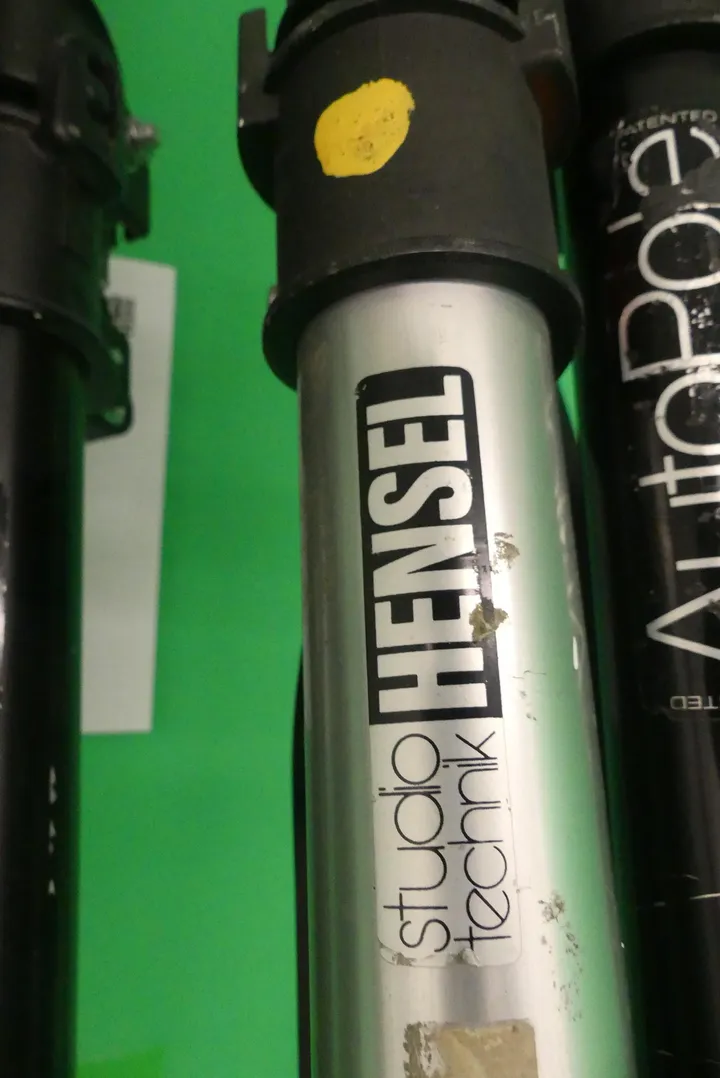 HENSEL
studio
technik
PATENTED
AutoPole